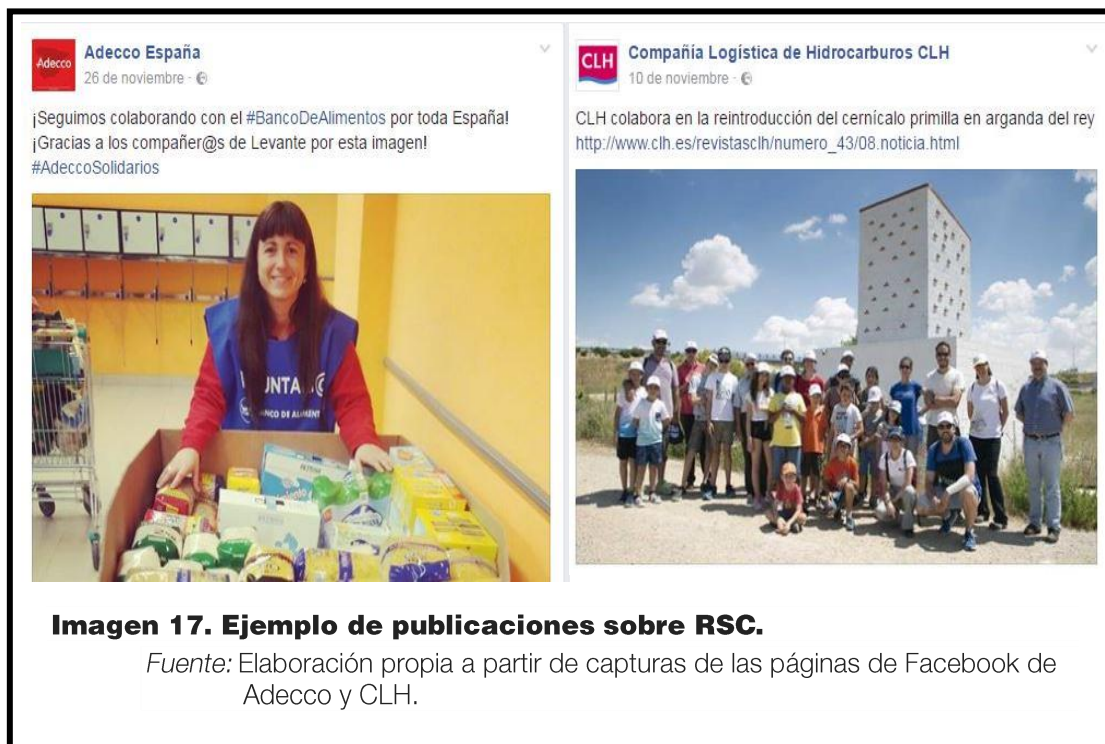 Adecco
Adecco España
26 de noviembre ·
¡Seguimos colaborando con el #BancoDeAlimentos por toda España!
¡Gracias a los compañer@s de Levante por esta imagen!
#AdeccoSolidarios
BANCO DE
CLH
Compañía Logística de Hidrocarburos CLH
10 de noviembre ·
CLH colabora en la reintroducción del cernícalo primilla en arganda del rey
http://www.clh.es/revistasclh/numero_43/08.noticia.html
Imagen 17. Ejemplo de publicaciones sobre RSC.
Fuente: Elaboración propia a partir de capturas de las páginas de Facebook de
Adecco y CLH.